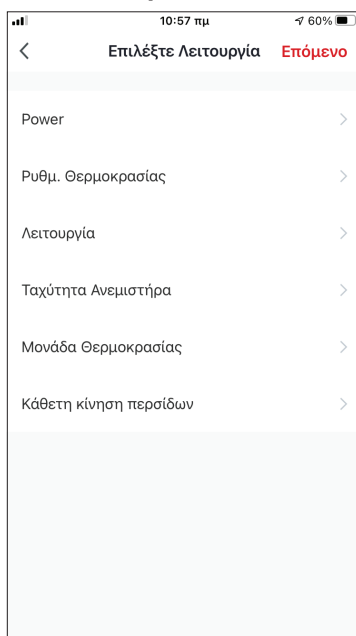 10:57 πμ
60%
Επιλέξτε Λειτουργία Επόμενο
Power
Ρυθμ. Θερμοκρασίας
Λειτουργία
Ταχύτητα Ανεμιστήρα
Μονάδα Θερμοκρασίας
Κάθετη κίνηση περσίδων